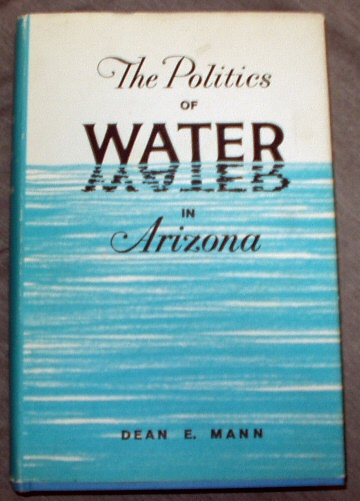 The Politics
OF
WATER
IN
Arizona
DEAN E. MANN